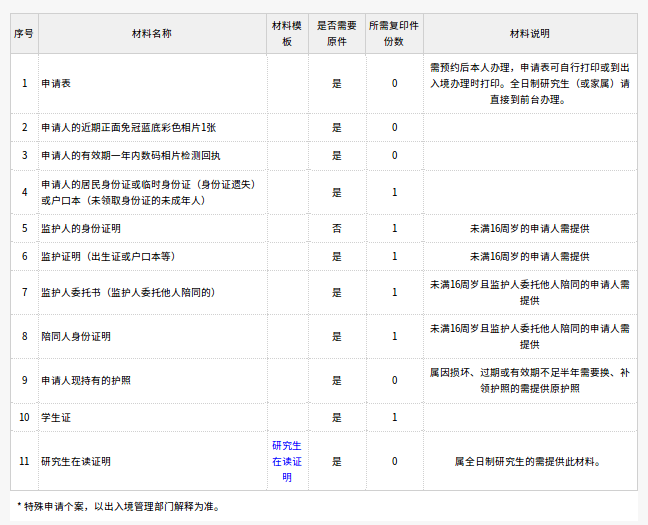 序号 材料名称 材料模板 是否需要原件 所需复印件份数 材料说明
1 申请表 是 0 需预约后本人办理，申请表可自行打印或到出入境办理时打印。全日制研究生（或家属）请直接到前台办理。
2 申请人的近期正面免冠蓝底彩色相片1张 是 0
3 申请人的有效期一年内数码相片检测回执 是 0
4 申请人的居民身份证或临时身份证（身份证遗失）或户口本（未领取身份证的未成年人） 是 1
5 监护人的身份证明 否 1 未满16周岁的申请人需提供
6 监护证明（出生证或户口本等） 是 1 未满16周岁的申请人需提供
7 监护人委托书（监护人委托他人陪同的） 是 1 未满16周岁且监护人委托他人陪同的申请人需提供
8 陪同人身份证明 是 1 未满16周岁且监护人委托他人陪同的申请人需提供
9 申请人现持有的护照 是 0 属因损坏、过期或有效期不足半年需要换、补领护照的需提供原护照
10 学生证 是 1
11 研究生在读证明 研究生在读证明 是 0 属全日制研究生的需提供此材料。
* 特殊申请个案，以出入境管理部门解释为准。